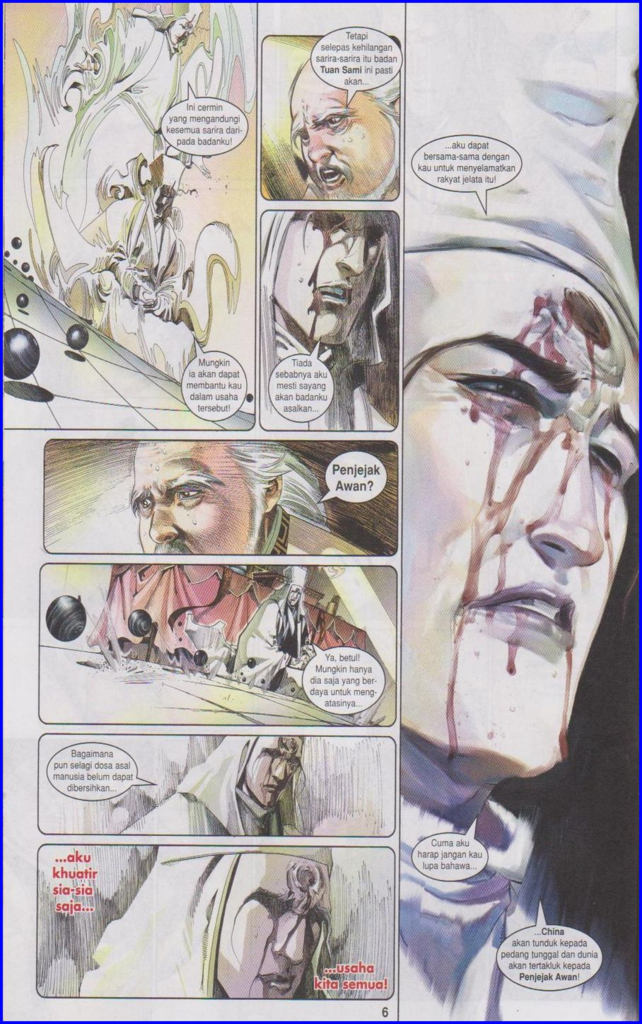 Ini cermin
yang mengandungi
kesemua sarira dari-
pada badanku!
Mungkin
ia akan dapat
membantu kau
dalam usaha
tersebut!
Tetapi
selepas kehilangan
sarira-sarira itu badan
Tuan Sami ini pasti
akan...
Tiada
sebabnya aku
mesti sayang
akan badanku
asalkan...
...aku dapat
bersama-sama dengan
kau untuk menyelamatkan
rakyat jelata itu!
Penjejak
Awan?
Ya, betul!
Mungkin hanya
dia saja yang ber-
daya untuk meng-
atasinya...
Bagaimana
pun selagi dosa asal
manusia belum dapat
dibersihkan...
...aku
khuatir
sia-sia
saja...
...usaha
kita semua!
Cuma aku
harap jangan kau
lupa bahawa...
...China
akan tunduk kepada
pedang tunggal dan dunia
akan tertakluk kepada
Penjejak Awan!
6